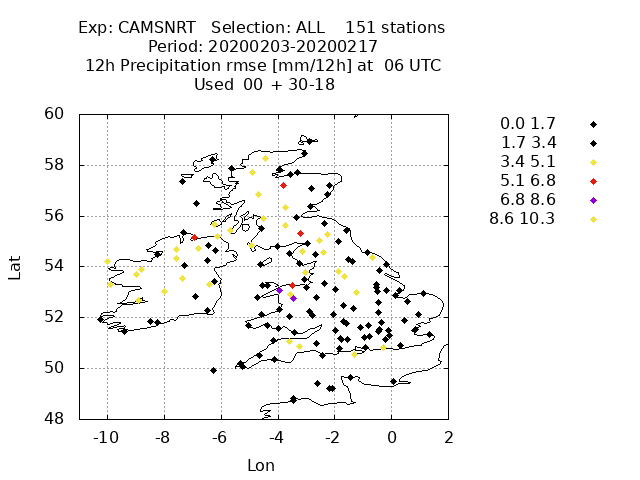 Exp: CAMSNRT   Selection: ALL    151 stations
Period: 20200203-20200217
12h Precipitation rmse [mm/12h] at  06 UTC
Used  00 + 30-18
0.0 1.7
1.7 3.4
3.4 5.1
5.1 6.8
6.8 8.6
8.6 10.3
60
58
56
54
52
50
48
Lat
-10 -8 -6 -4 -2 0 2
Lon